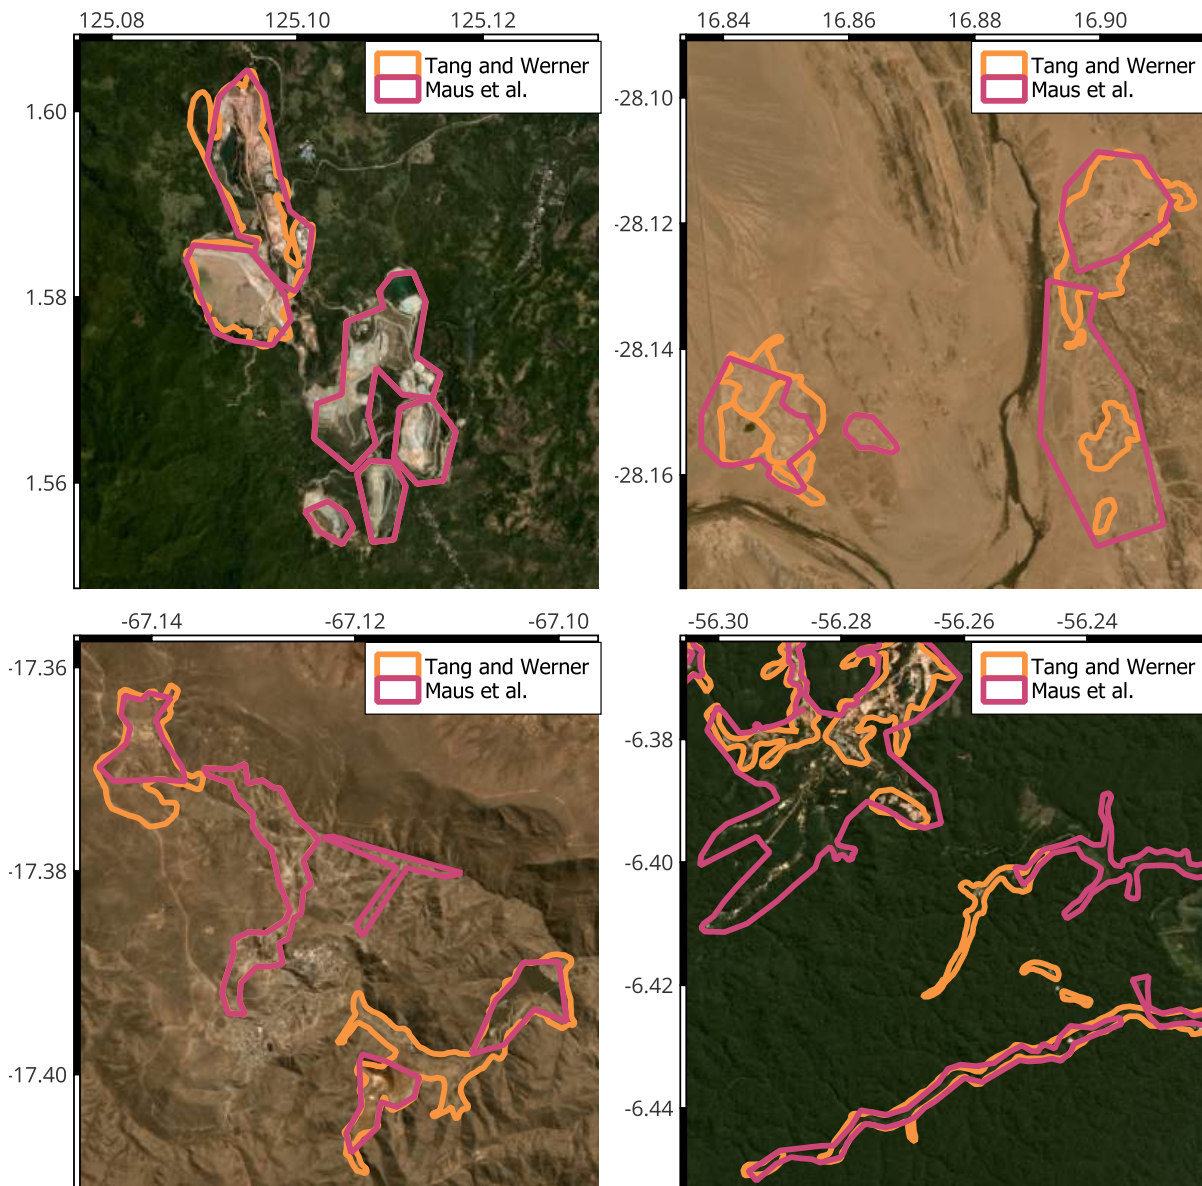 125.08 125.10 125.12
Tang and Werner
Maus et al.
1.60
1.58
1.56
16.84 16.86 16.88 16.90
Tang and Werner
Maus et al.
-28.10
-28.12
-28.14
-28.16
-67.14 -67.12 -67.10
Tang and Werner
Maus et al.
-17.36
-17.38
-17.40
-56.30 -56.28 -56.26 -56.24
Tang and Werner
Maus et al.
-6.38
-6.40
-6.42
-6.44